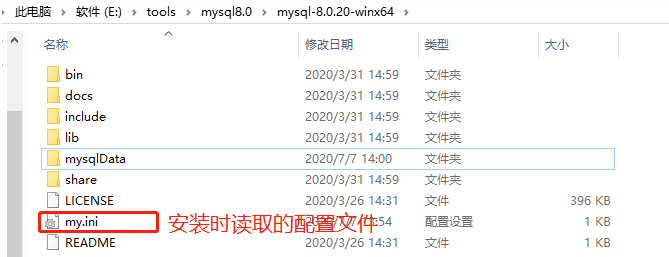 此电脑 › 软件 (E:) › tools › mysql8.0 › mysql-8.0.20-winx64 ›
名称 修改日期 类型 大小
bin 2020/3/31 14:59 文件夹
docs 2020/3/31 14:59 文件夹
include 2020/3/31 14:59 文件夹
lib 2020/3/31 14:59 文件夹
mysqlData 2020/7/7 14:00 文件夹
share 2020/3/31 14:59 文件夹
LICENSE 2020/3/26 14:31 文件 396 KB
my.ini 安装时读取的配置文件 54 配置设置 1 KB
README 2020/3/26 14:31 文件 1 KB